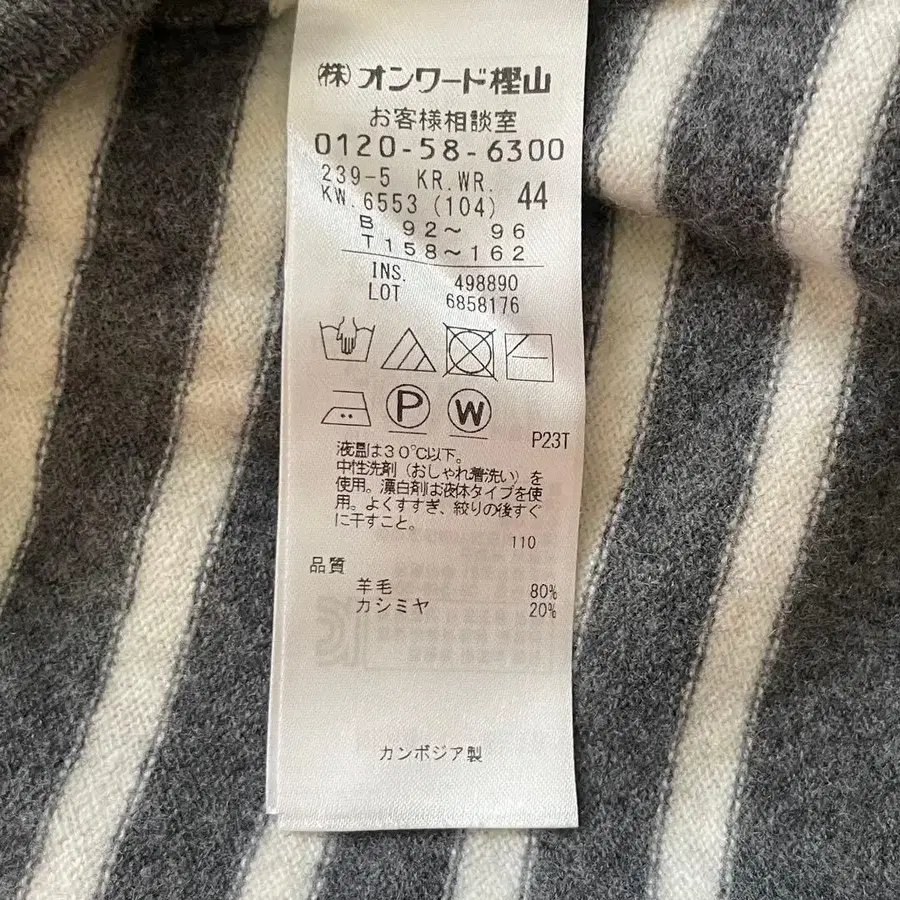 ㈱オンワード樫山
お客様相談室
0120-58-6300
239-5 KR.WR. 44
KW.6553 (104)
B 92～ 96
T 158～162
INS. 498890
LOT 6858176
P W
P23T
液温は30℃以下。
中性洗剤（おしゃれ着洗い）を
使用。漂白剤は液体タイプを使
用。よくすすぎ、絞りの後すぐ
に干すこと。
110
品質
羊毛 80%
カシミヤ 20%
カンボジア製